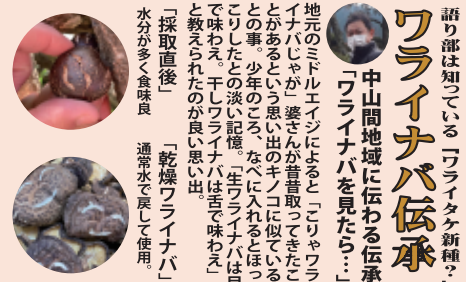 語り部は知っている「ワライタケ新種？」
ワライナバ伝承
中山間地域に伝わる伝承
「ワライナバを見たら…」
地元のミドルエイジによると「こりゃワラ
イナバじゃが」婆さんが昔昔取ってきたこ
とがあるという思い出のキノコに似ている
との事。少年のころ、なべに入れるとほっ
こりしたとの淡い記憶。「生ワライナバは目
で味わえ。干しワライナバは舌で味わえ」
と教えられたのが良い思い出。
「採取直後」
水分が多く食味良
「乾燥ワライナバ」
通常水で戻して使用。